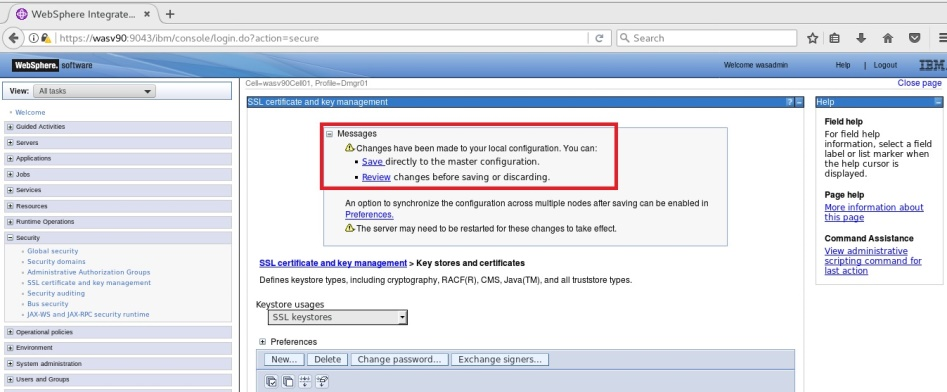 WebSphere Integrate...
https://wasv90:9043/ibm/console/login.do?action=secure
Search
WebSphere. software
Welcome wasadmin
Help | Logout
IBM.
Cell=wasv90Cell01, Profile=Dmgr01
Close page
View: All tasks
Welcome
Guided Activities
Servers
Applications
Jobs
Services
Resources
Runtime Operations
Security
Global security
Security domains
Administrative Authorization Groups
SSL certificate and key management
Security auditing
Bus security
JAX-WS and JAX-RPC security runtime
Operational policies
Environment
System administration
Users and Groups
SSL certificate and key management
Messages
Changes have been made to your local configuration. You can:
Save directly to the master configuration.
Review changes before saving or discarding.
An option to synchronize the configuration across multiple nodes after saving can be enabled in
Preferences.
The server may need to be restarted for these changes to take effect.
SSL certificate and key management > Key stores and certificates
Defines keystore types, including cryptography, RACF(R), CMS, Java(TM), and all truststore types.
Keystore usages
SSL keystores
Preferences
New... Delete Change password... Exchange signers...
Help
Field help
For field help
information, select a field
label or list marker when
the help cursor is
displayed.
Page help
More information about
this page
Command Assistance
View administrative
scripting command for
last action